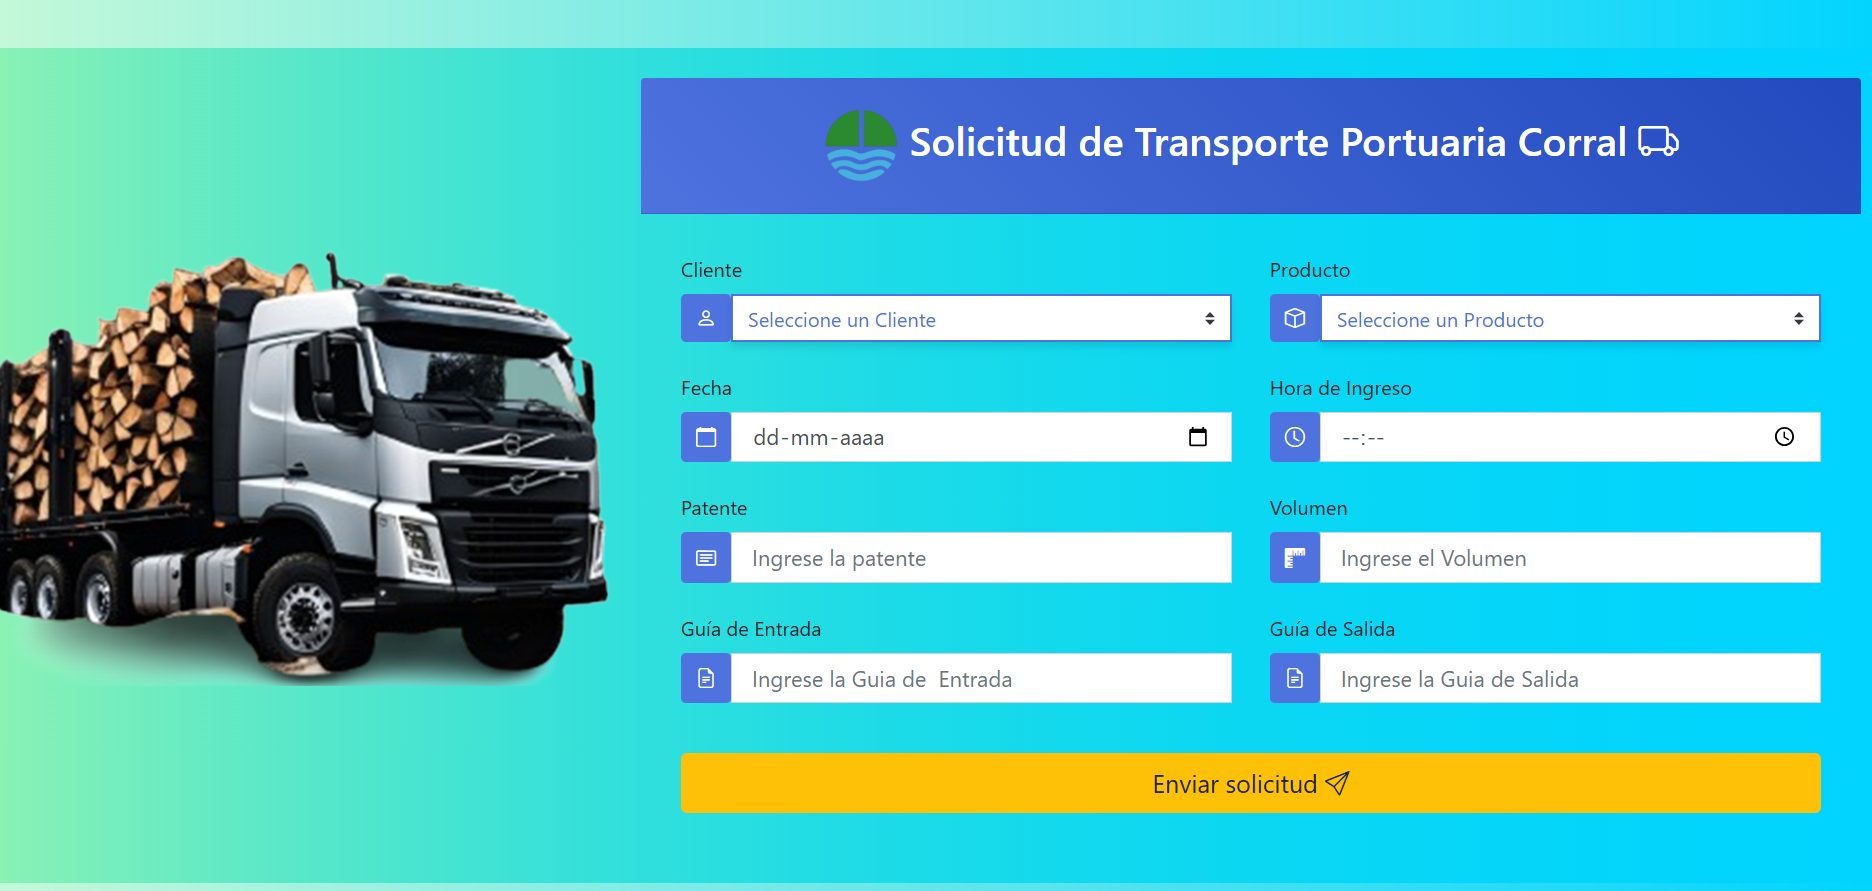 Solicitud de Transporte Portuaria Corral
Cliente
Producto
Seleccione un Cliente
Seleccione un Producto
Fecha
Hora de Ingreso
dd-mm-aaaa
--:--
Patente
Volumen
Ingrese la patente
Ingrese el Volumen
Guía de Entrada
Guía de Salida
Ingrese la Guia de  Entrada
Ingrese la Guia de Salida
Enviar solicitud